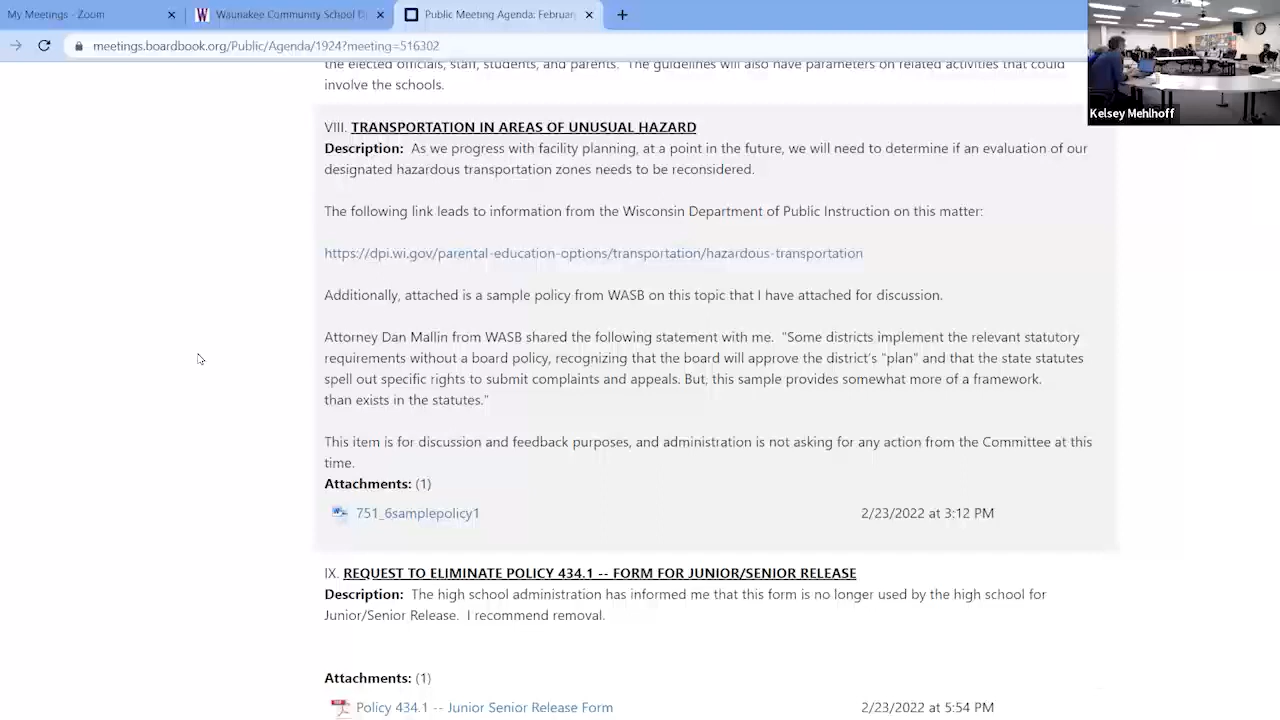 My Meetings - Zoom
Waunakee Community School D
Public Meeting Agenda: Februar
meetings.boardbook.org/Public/Agenda/1924?meeting=516302
Kelsey Mehlhoff
the elected officials, staff, students, and parents. The guidelines will also have parameters on related activities that could
involve the schools.
VIII. TRANSPORTATION IN AREAS OF UNUSUAL HAZARD
Description: As we progress with facility planning, at a point in the future, we will need to determine if an evaluation of our
designated hazardous transportation zones needs to be reconsidered.
The following link leads to information from the Wisconsin Department of Public Instruction on this matter:
https://dpi.wi.gov/parental-education-options/transportation/hazardous-transportation
Additionally, attached is a sample policy from WASB on this topic that I have attached for discussion.
Attorney Dan Mallin from WASB shared the following statement with me. "Some districts implement the relevant statutory
requirements without a board policy, recognizing that the board will approve the district's "plan" and that the state statutes
spell out specific rights to submit complaints and appeals. But, this sample provides somewhat more of a framework.
than exists in the statutes."
This item is for discussion and feedback purposes, and administration is not asking for any action from the Committee at this
time.
Attachments: (1)
751_6samplepolicy1 2/23/2022 at 3:12 PM
IX. REQUEST TO ELIMINATE POLICY 434.1 -- FORM FOR JUNIOR/SENIOR RELEASE
Description: The high school administration has informed me that this form is no longer used by the high school for
Junior/Senior Release. I recommend removal.
Attachments: (1)
Policy 434.1 -- Junior Senior Release Form 2/23/2022 at 5:54 PM